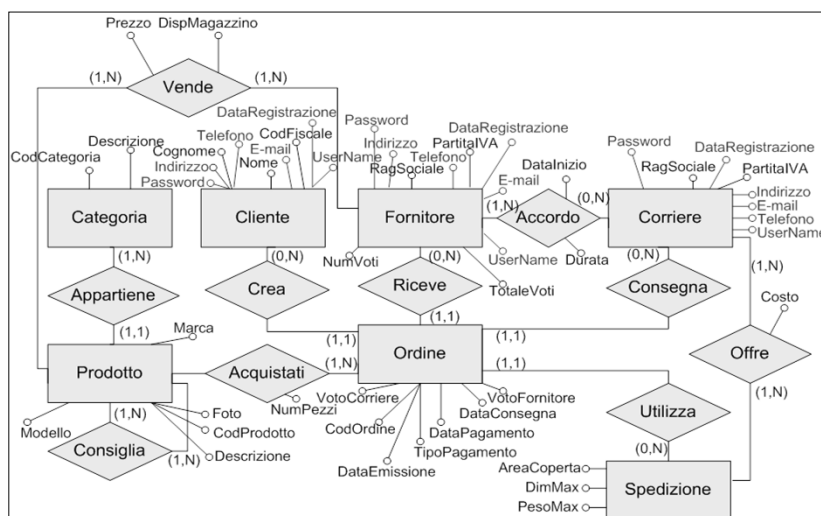 Prezzo DispMagazzino
(1,N) Vende (1,N)
DataRegistrazione
Password
DataRegistrazione
Telefono CodFiscale
Indirizzo PartitaIVA
Password
DataRegistrazione
Descrizione
Cognome E-mail
RagSociale Telefono
DataInizio
RagSociale PartitaIVA
CodCategoria
Indirizzo Nome UserName
E-mail
Indirizzo
Password
(1,N) (0,N)
E-mail
Categoria Cliente Fornitore Accordo Corriere
Telefono
UserName
UserName
(1,N) (0,N) NumVoti (0,N) Durata (0,N)
TotaleVoti
(1,N)
Appartiene Crea Riceve Consegna
Costo
(1,1) Marca (1,1) (1,1) (1,1)
Offre
Prodotto Acquistati (1,N) Ordine (1,1)
NumPezzi VotoCorriere VotoFornitore
(1,N)
Modello (1,N) Foto CodOrdine DataConsegna
CodProdotto DataPagamento Utilizza
Consiglia (1,N) Descrizione TipoPagamento
DataEmissione (0,N)
AreaCoperta
DimMax Spedizione
PesoMax